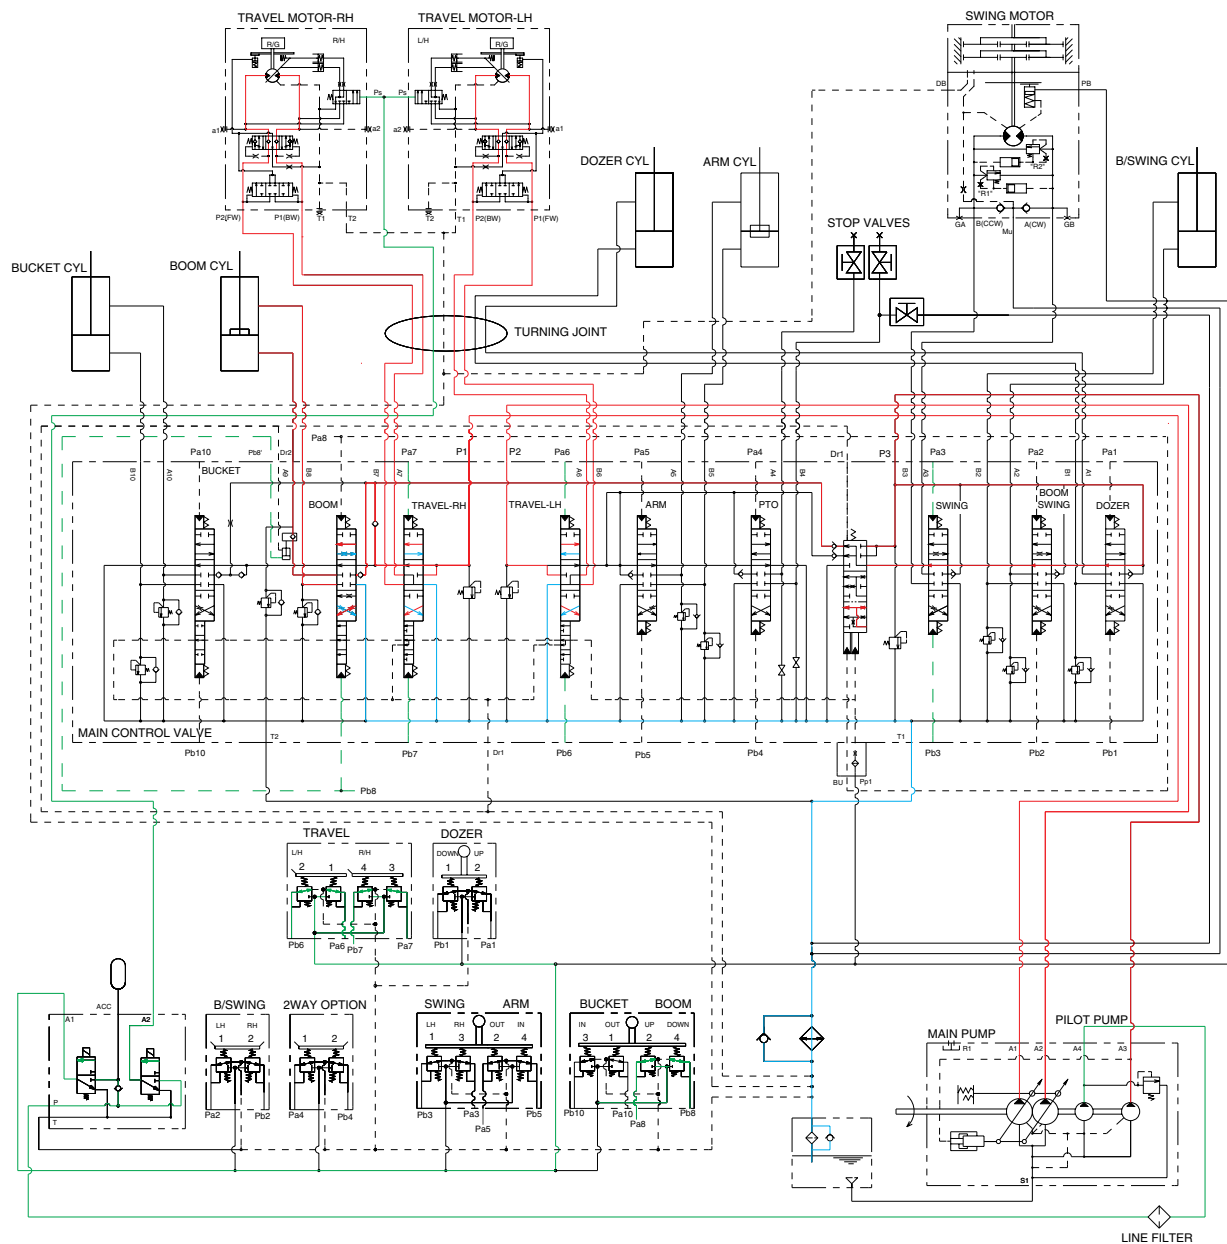 TRAVEL MOTOR-RH
TRAVEL MOTOR-LH
SWING MOTOR
R/G
R/H
L/H
R/G
Ps
Ps
DB
PB
a1
a2
a2
a1
DOZER CYL
ARM CYL
B/SWING CYL
"R2"
"R1"
P2(FW)
P1(BW)
T1
T2
T2
T1
P2(BW)
P1(FW)
GA
B(CCW)
Mu
A(CW)
GB
STOP VALVES
BUCKET CYL
BOOM CYL
TURNING JOINT
Pa8
Pa10
Pb8'
Dr2
Pa7
P1
P2
Pa6
Pa5
Pa4
Dr1
P3
Pa3
Pa2
Pa1
B10
A10
A9
B8
B7
A7
A6
B6
A5
B5
A4
B4
B3
A3
A2
B1
A1
BUCKET
BOOM
TRAVEL-RH
TRAVEL-LH
ARM
PTO
SWING
BOOM
SWING
DOZER
MAIN CONTROL VALVE
T2
T1
Pb10
Pb7
Dr1
Pb6
Pb5
Pb4
Pb3
Pb2
Pb1
BU
Pp1
Pb8
TRAVEL
DOZER
L/H
R/H
DOWN
UP
2
1
4
3
1
2
Pb6
Pa6
Pb7
Pa7
Pb1
Pa1
ACC
A1
A2
P
T
B/SWING
LH
RH
1
2
Pa2
Pb2
2WAY OPTION
1
2
Pa4
Pb4
SWING
ARM
LH
RH
OUT
IN
1
3
2
4
Pb3
Pa3
Pa5
Pb5
BUCKET
BOOM
IN
OUT
UP
DOWN
3
1
2
4
Pb10
Pa10
Pa8
Pb8
MAIN PUMP
PILOT PUMP
R1
A1
A2
A4
A3
S1
LINE FILTER